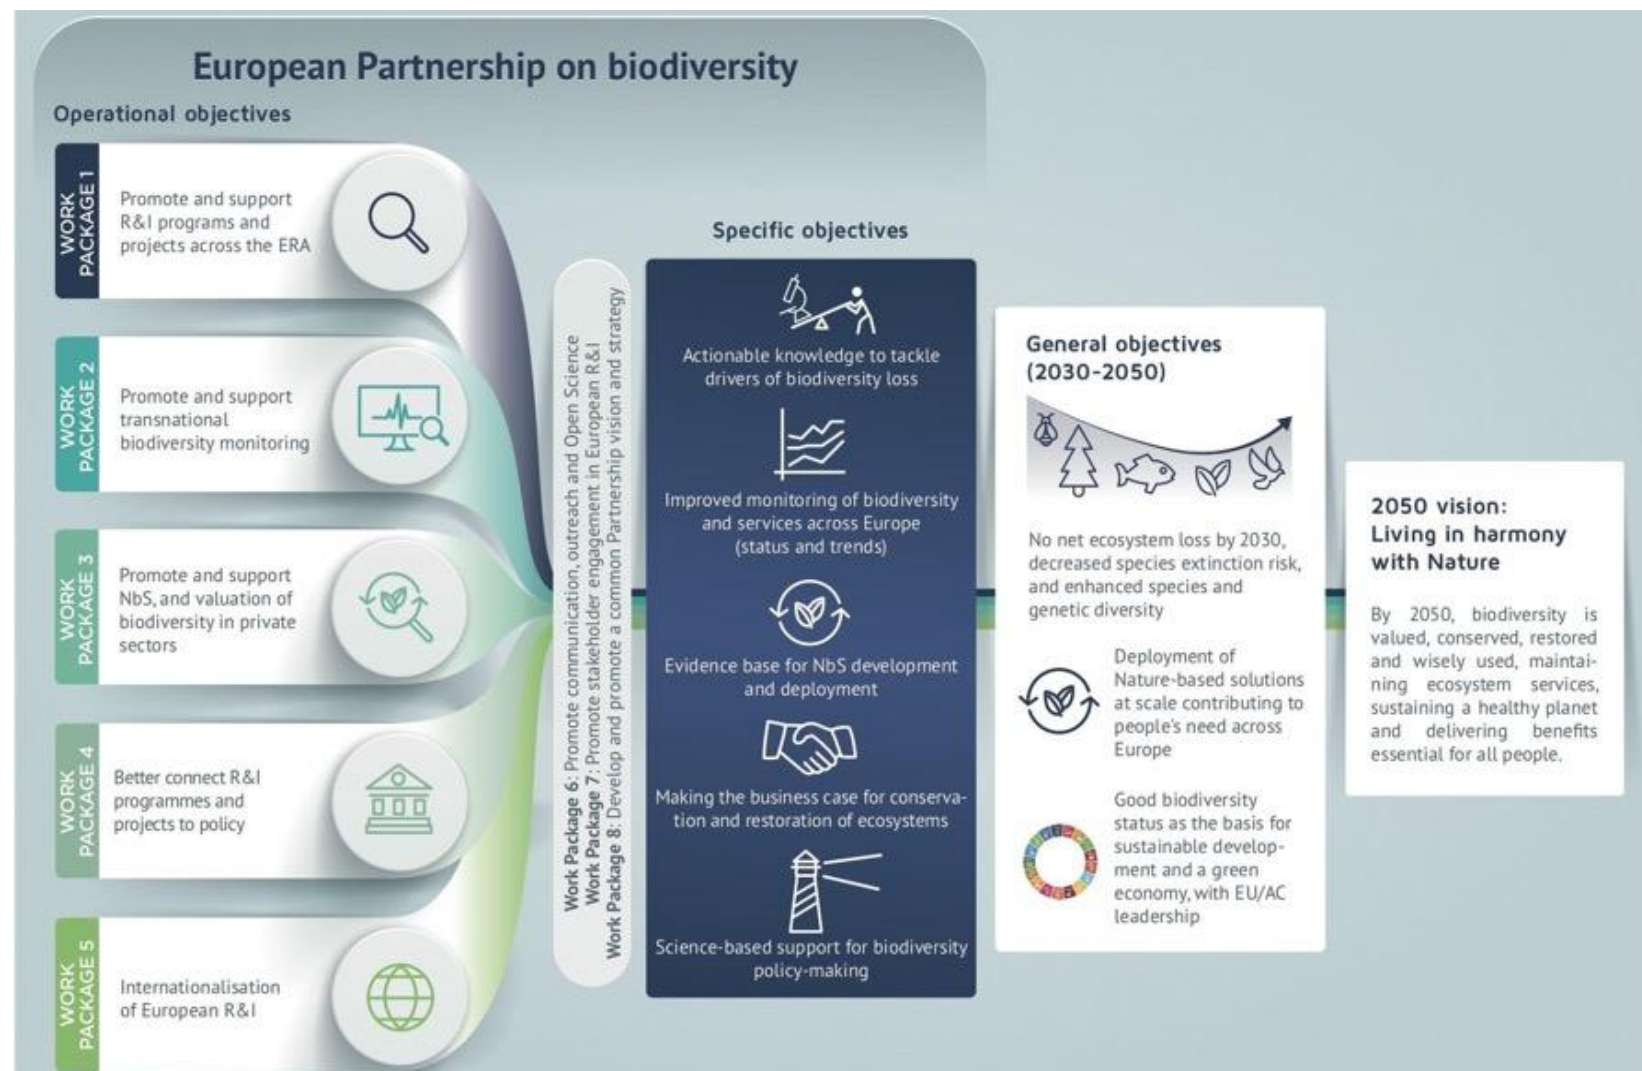 European Partnership on biodiversity
Operational objectives
WORK
PACKAGE 1
Promote and support
R&I programs and
projects across the ERA
WORK
PACKAGE 2
Promote and support
transnational
biodiversity monitoring
WORK
PACKAGE 3
Promote and support
NbS, and valuation of
biodiversity in private
sectors
WORK
PACKAGE 4
Better connect R&I
programmes and
projects to policy
WORK
PACKAGE 5
Internationalisation
of European R&I
Work Package 6: Promote communication, outreach and Open Science
Work Package 7: Promote stakeholder engagement in European R&I
Work Package 8: Develop and promote a common Partnership vision and strategy
Specific objectives
Actionable knowledge to tackle
drivers of biodiversity loss
Improved monitoring of biodiversity
and services across Europe
(status and trends)
Evidence base for NbS development
and deployment
Making the business case for conserva-
tion and restoration of ecosystems
Science-based support for biodiversity
policy-making
General objectives
(2030-2050)
No net ecosystem loss by 2030,
decreased species extinction risk,
and enhanced species and
genetic diversity
Deployment of
Nature-based solutions
at scale contributing to
people's need across
Europe
Good biodiversity
status as the basis for
sustainable develop-
ment and a green
economy, with EU/AC
leadership
2050 vision:
Living in harmony
with Nature
By 2050, biodiversity is
valued, conserved, restored
and wisely used, maintai-
ning ecosystem services,
sustaining a healthy planet
and delivering benefits
essential for all people.